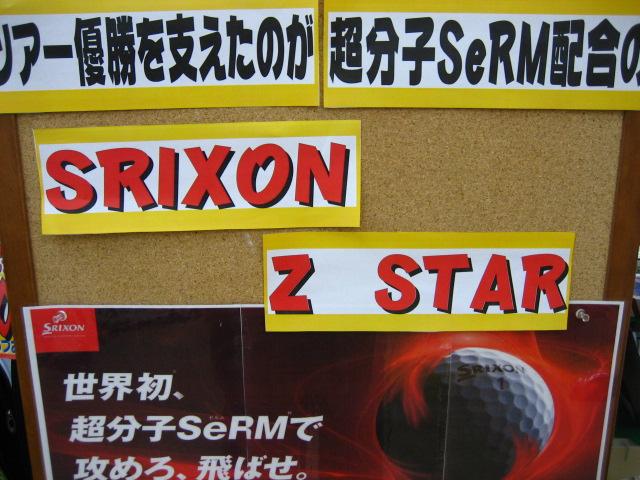 ツアー優勝を支えたのが 超分子SeRM配合の
SRIXON
Z STAR
SRIXON
世界初、
超分子SeRMで
攻めろ、飛ばせ。
SRIXON
1